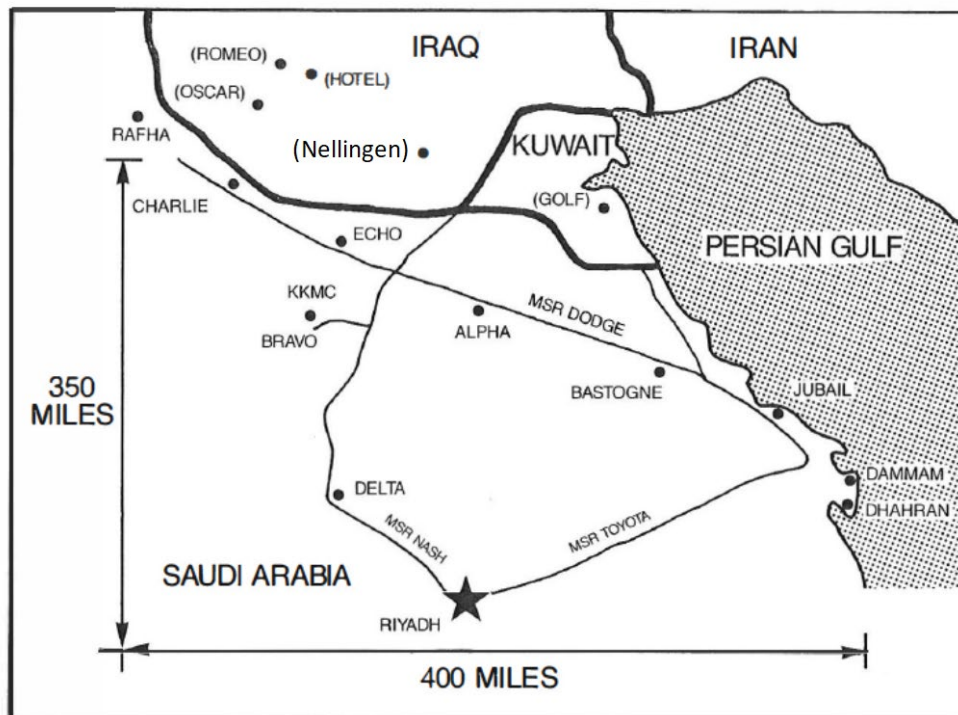 IRAQ
IRAN
(ROMEO)
(HOTEL)
(OSCAR)
RAFHA
(Nellingen)
KUWAIT
CHARLIE
(GOLF)
ECHO
PERSIAN GULF
KKMC
BRAVO
MSR DODGE
ALPHA
BASTOGNE
350
MILES
JUBAIL
DELTA
DAMMAM
DHAHRAN
MSR NASH
MSR TOYOTA
SAUDI ARABIA
RIYADH
400 MILES